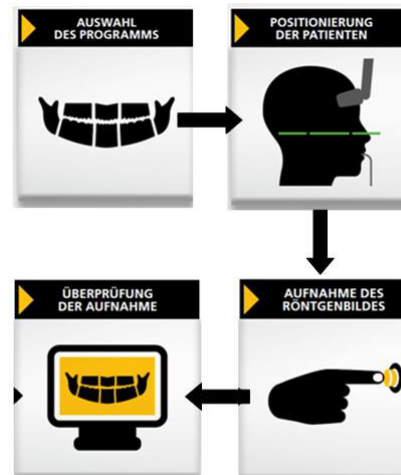 AUSWAHL
DES PROGRAMMS
POSITIONIERUNG
DER PATIENTEN
AUFNAHME DES
RÖNTGENBILDES
ÜBERPRÜFUNG
DER AUFNAHME